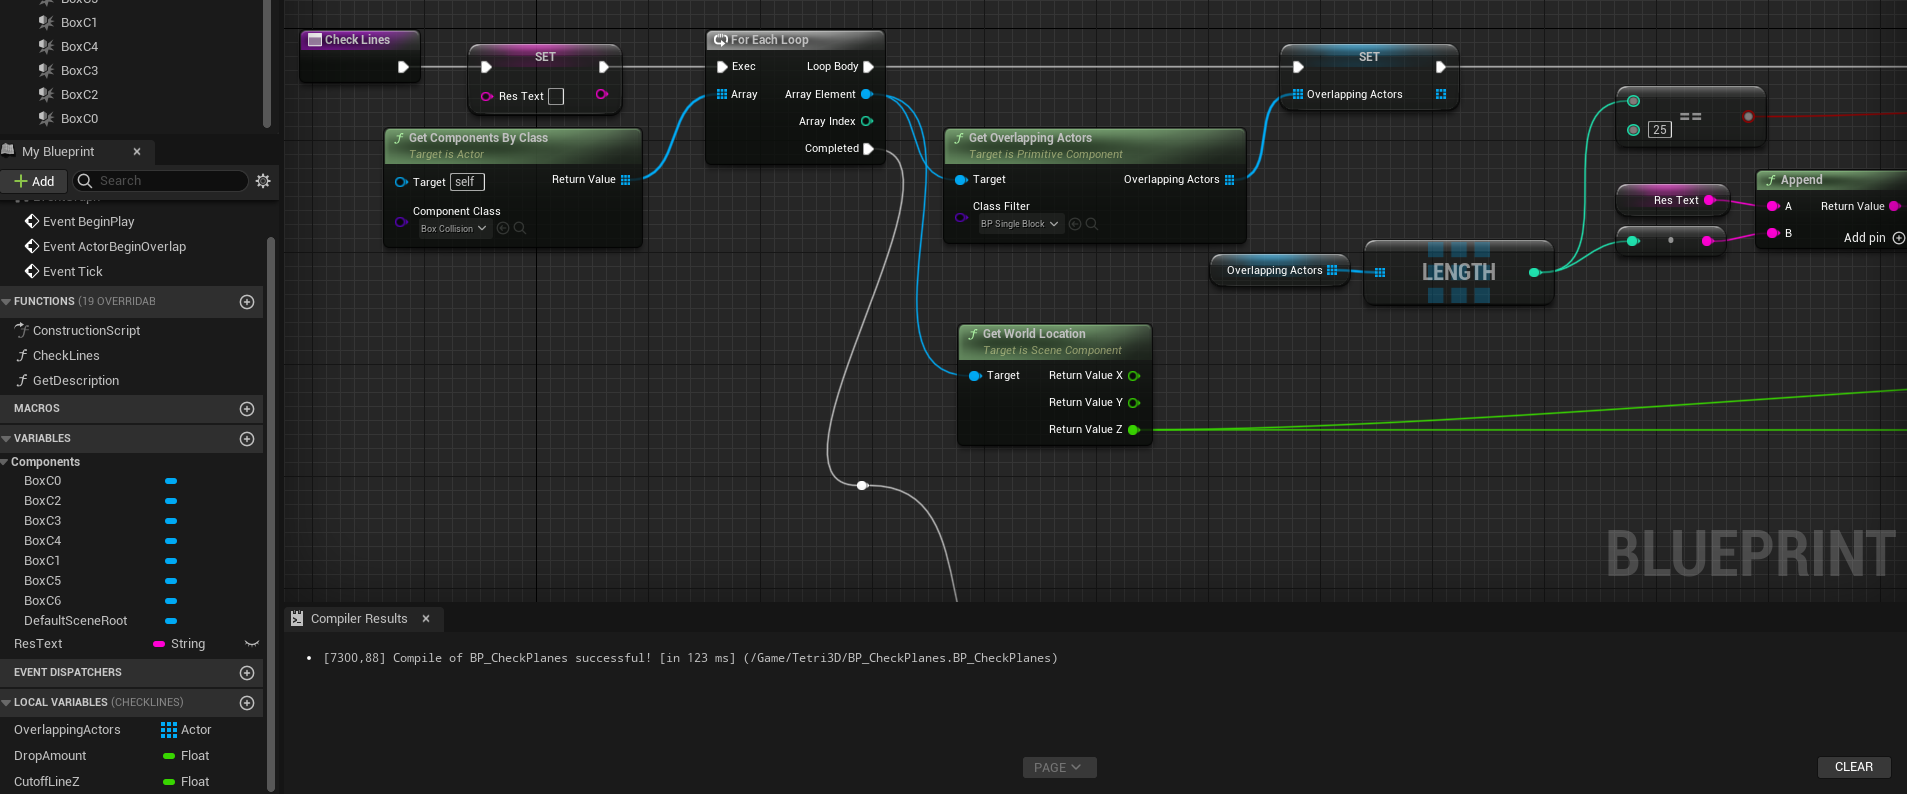 BoxC1
BoxC4
BoxC3
BoxC2
BoxC0
My Blueprint
Add
Search
Event BeginPlay
Event ActorBeginOverlap
Event Tick
FUNCTIONS (19 OVERRIDAB
ConstructionScript
CheckLines
GetDescription
MACROS
VARIABLES
Components
BoxC0
BoxC2
BoxC3
BoxC4
BoxC1
BoxC5
BoxC6
DefaultSceneRoot
ResText String
EVENT DISPATCHERS
LOCAL VARIABLES (CHECKLINES)
OverlappingActors Actor
DropAmount Float
CutoffLineZ Float
Check Lines
SET
Res Text
Get Components By Class
Target is Actor
Target self
Return Value
Component Class
Box Collision
For Each Loop
Exec Loop Body
Array Array Element
Array Index
Completed
Get Overlapping Actors
Target is Primitive Component
Target Overlapping Actors
Class Filter
BP Single Block
Get World Location
Target is Scene Component
Target Return Value X
Return Value Y
Return Value Z
SET
Overlapping Actors
Overlapping Actors
LENGTH
==
25
Res Text
Append
A Return Value
B
Add pin
BLUEPRINT
Compiler Results
[7300,88] Compile of BP_CheckPlanes successful! [in 123 ms] (/Game/Tetri3D/BP_CheckPlanes.BP_CheckPlanes)
PAGE
CLEAR